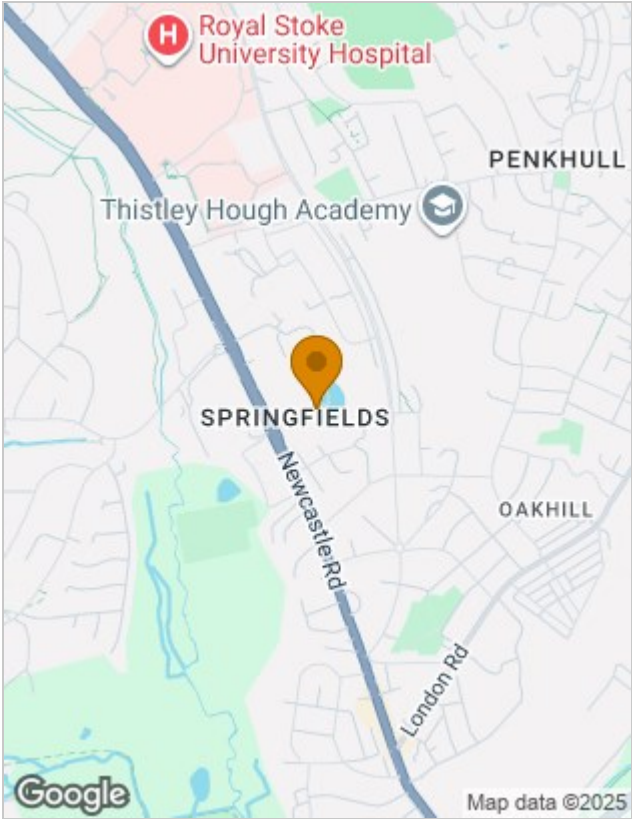 H
Royal Stoke
University Hospital
PENKHULL
Thistley Hough Academy
SPRINGFIELDS
Newcastle Rd
OAKHILL
London Rd
Google
Map data ©2025